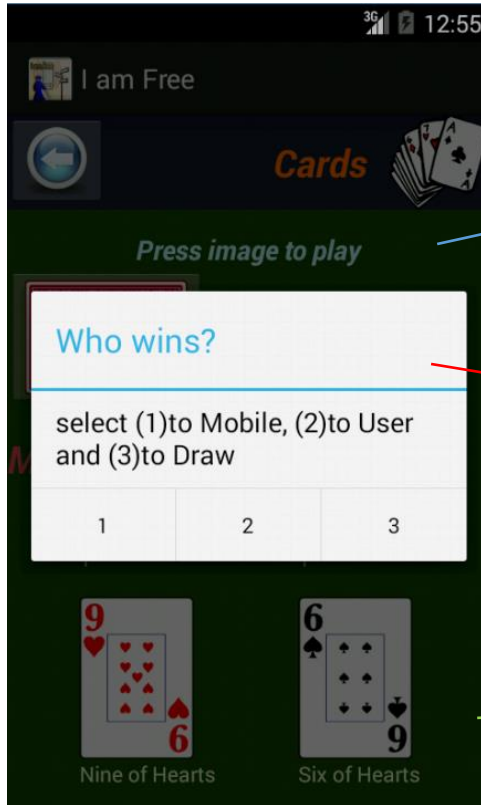 3G 12:55
I am Free
Cards
Press image to play
Who wins?
select (1)to Mobile, (2)to User
and (3)to Draw
M
1 2 3
9 6
6 9
Nine of Hearts Six of Hearts